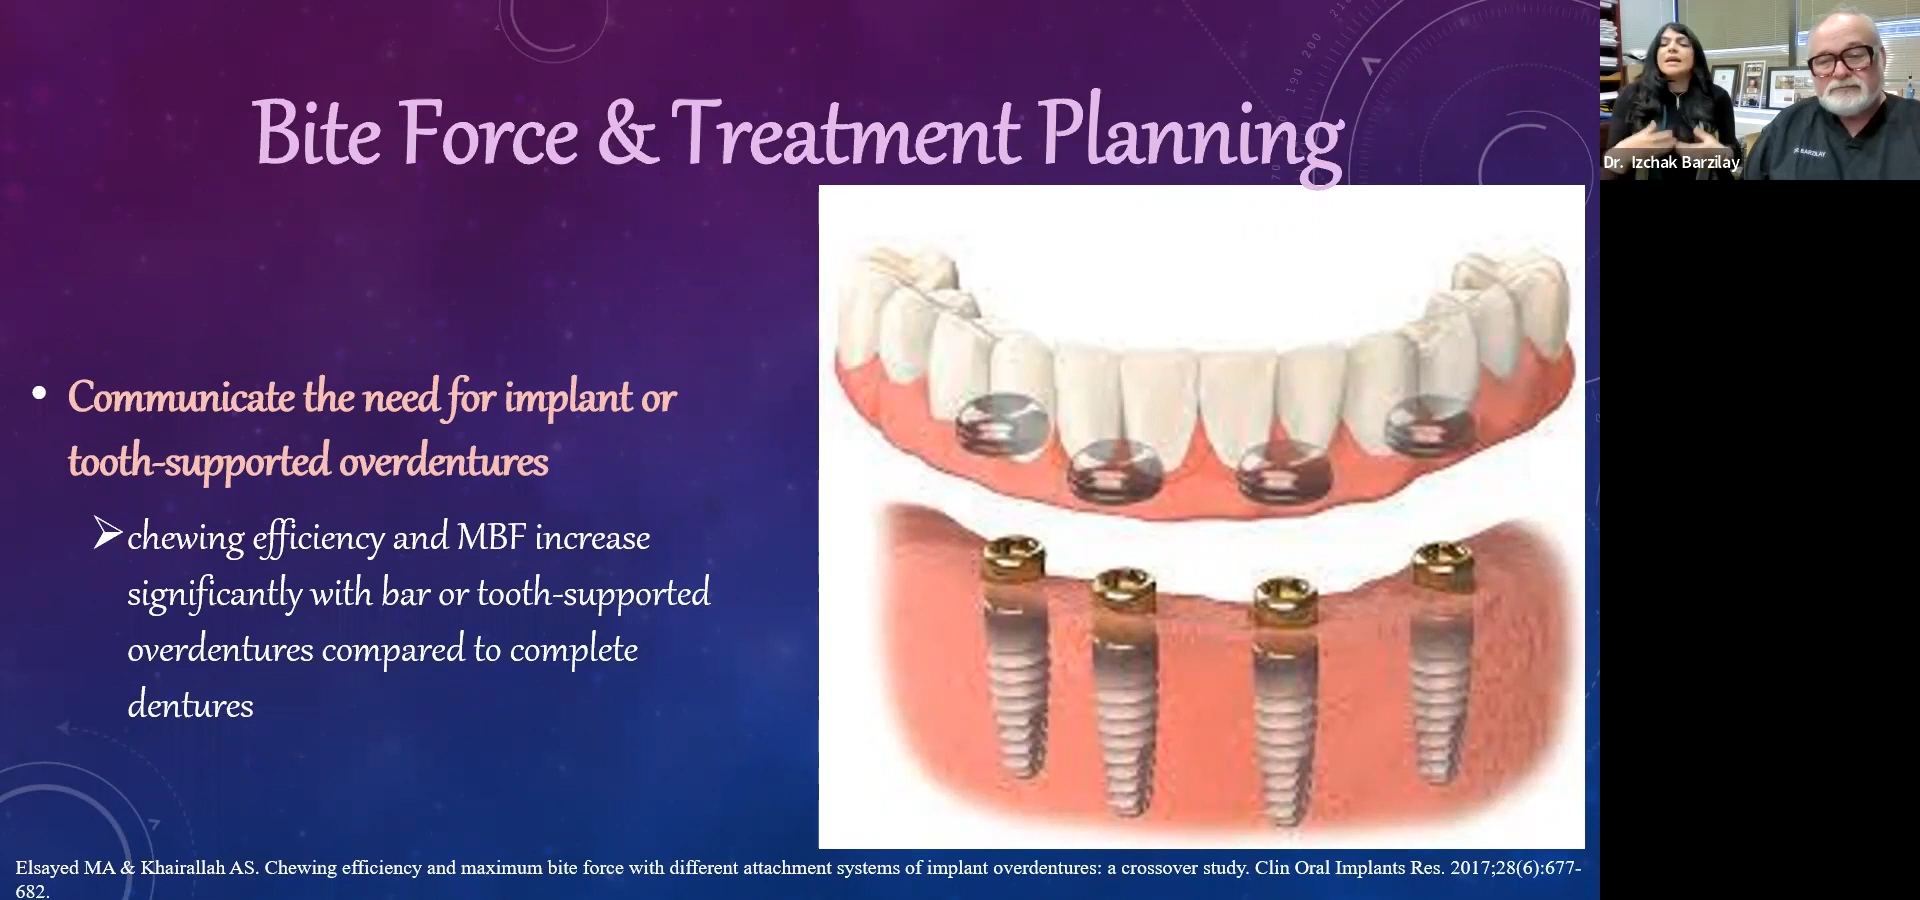 Bite Force & Treatment Planning
• Communicate the need for implant or
tooth-supported overdentures
➢chewing efficiency and MBF increase
significantly with bar or tooth-supported
overdentures compared to complete
dentures
Elsayed MA & Khairallah AS. Chewing efficiency and maximum bite force with different attachment systems of implant overdentures: a crossover study. Clin Oral Implants Res. 2017;28(6):677-
682.
Dr. Izchak Barzilay
BARZILAY
190 200